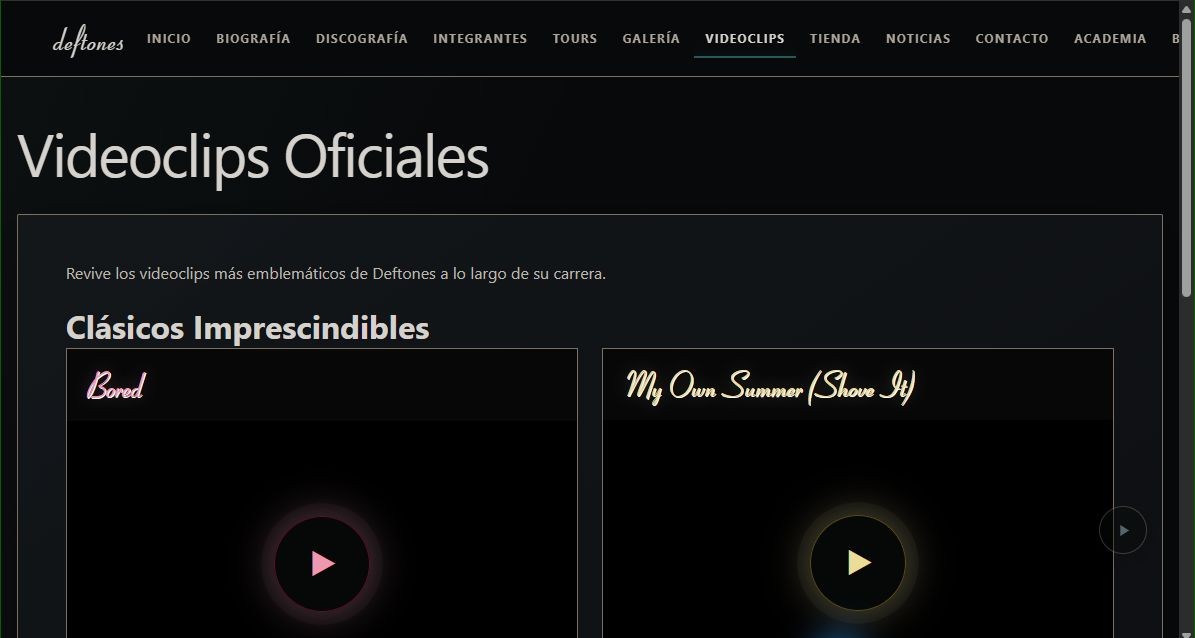 deftones INICIO BIOGRAFÍA DISCOGRAFÍA INTEGRANTES TOURS GALERÍA VIDEOCLIPS TIENDA NOTICIAS CONTACTO ACADEMIA B
Videoclips Oficiales
Revive los videoclips más emblemáticos de Deftones a lo largo de su carrera.
Clásicos Imprescindibles
Bored
My Own Summer (Shove It)